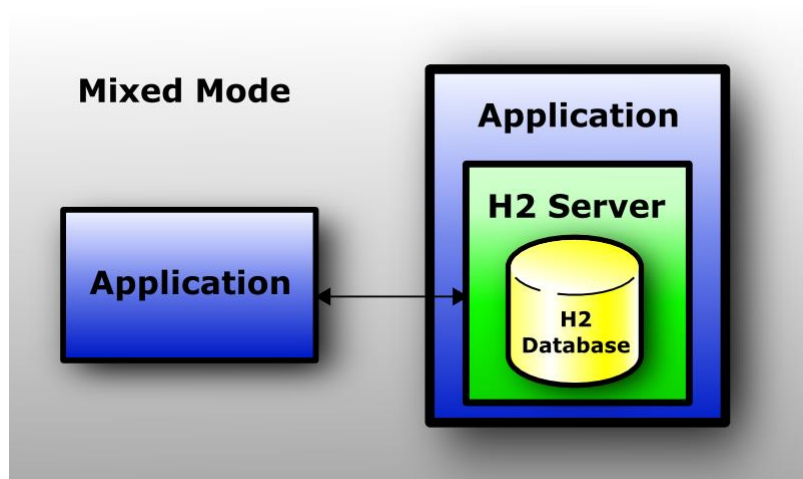 Mixed Mode
Application
H2 Server
H2
Database
Application